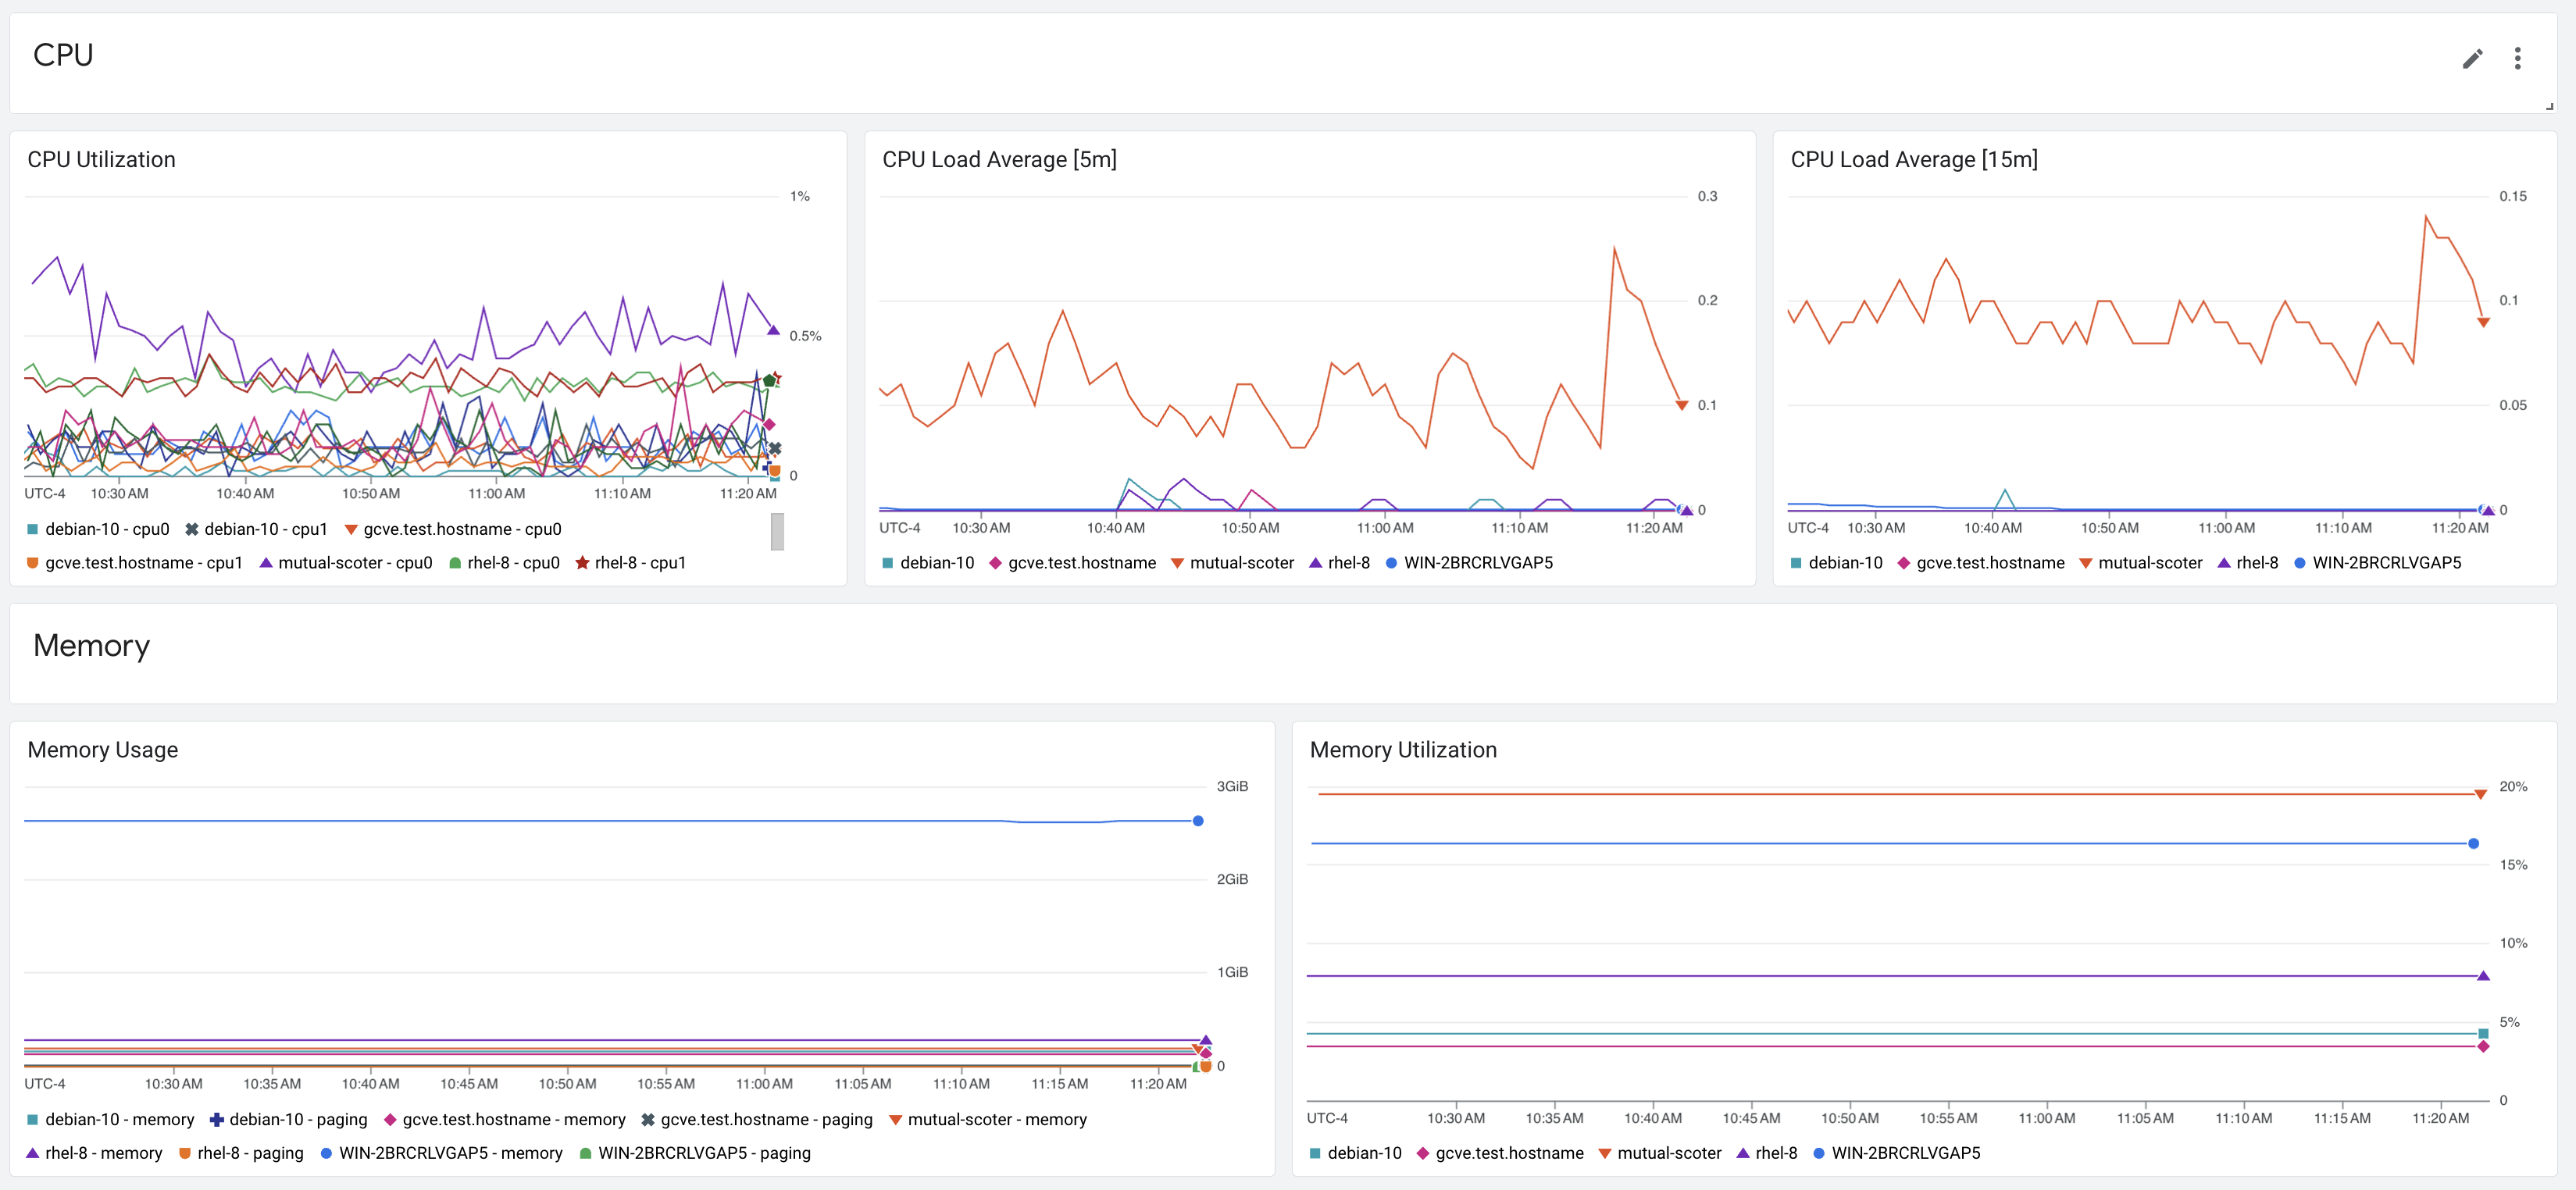 CPU
CPU Utilization
1%
0.5%
0
UTC-4 10:30 AM 10:40 AM 10:50 AM 11:00 AM 11:10 AM 11:20 AM
debian-10 - cpu0 debian-10 - cpu1 gcve.test.hostname - cpu0
gcve.test.hostname - cpu1 mutual-scoter - cpu0 rhel-8 - cpu0 rhel-8 - cpu1
CPU Load Average [5m]
0.3
0.2
0.1
0
UTC-4 10:30 AM 10:40 AM 10:50 AM 11:00 AM 11:10 AM 11:20 AM
debian-10 gcve.test.hostname mutual-scoter rhel-8 WIN-2BRCRLVGAP5
CPU Load Average [15m]
0.15
0.1
0.05
0
UTC-4 10:30 AM 10:40 AM 10:50 AM 11:00 AM 11:10 AM 11:20 AM
debian-10 gcve.test.hostname mutual-scoter rhel-8 WIN-2BRCRLVGAP5
Memory
Memory Usage
3GiB
2GiB
1GiB
0
UTC-4 10:30 AM 10:35 AM 10:40 AM 10:45 AM 10:50 AM 10:55 AM 11:00 AM 11:05 AM 11:10 AM 11:15 AM 11:20 AM
debian-10 - memory debian-10 - paging gcve.test.hostname - memory gcve.test.hostname - paging mutual-scoter - memory
rhel-8 - memory rhel-8 - paging WIN-2BRCRLVGAP5 - memory WIN-2BRCRLVGAP5 - paging
Memory Utilization
20%
15%
10%
5%
0
UTC-4 10:30 AM 10:35 AM 10:40 AM 10:45 AM 10:50 AM 10:55 AM 11:00 AM 11:05 AM 11:10 AM 11:15 AM 11:20 AM
debian-10 gcve.test.hostname mutual-scoter rhel-8 WIN-2BRCRLVGAP5